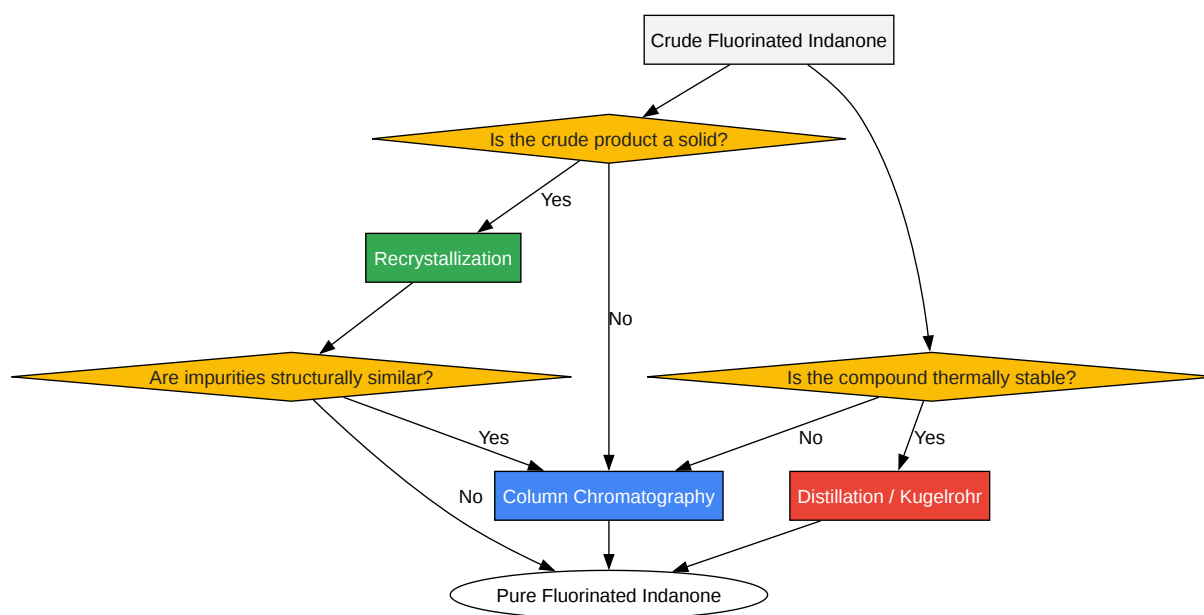 Crude Fluorinated Indanone
Is the crude product a solid?
Yes
Recrystallization
No
Are impurities structurally similar?
Is the compound thermally stable?
Yes
No
Yes
No
Column Chromatography
Distillation / Kugelrohr
Pure Fluorinated Indanone